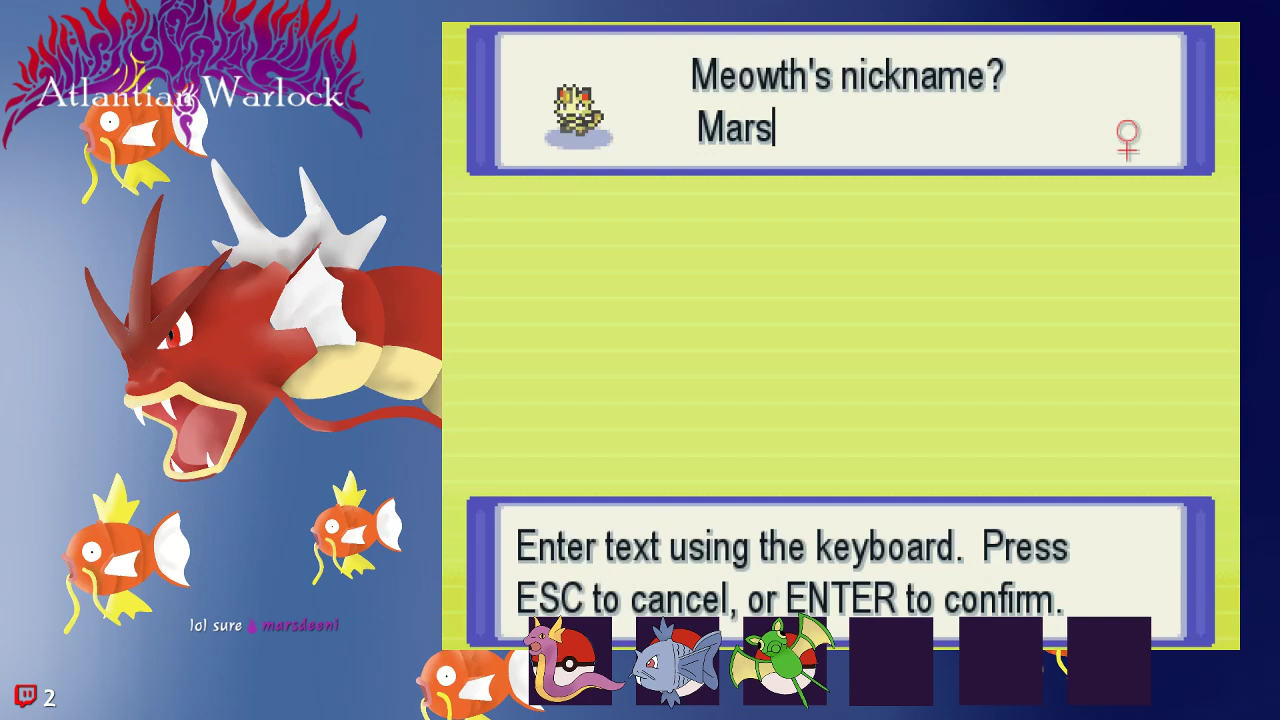 Atlantian Warlock
Meowth's nickname?
Mars
Enter text using the keyboard. Press
ESC to cancel, or ENTER to confirm.
lol sure marsdeeni
2